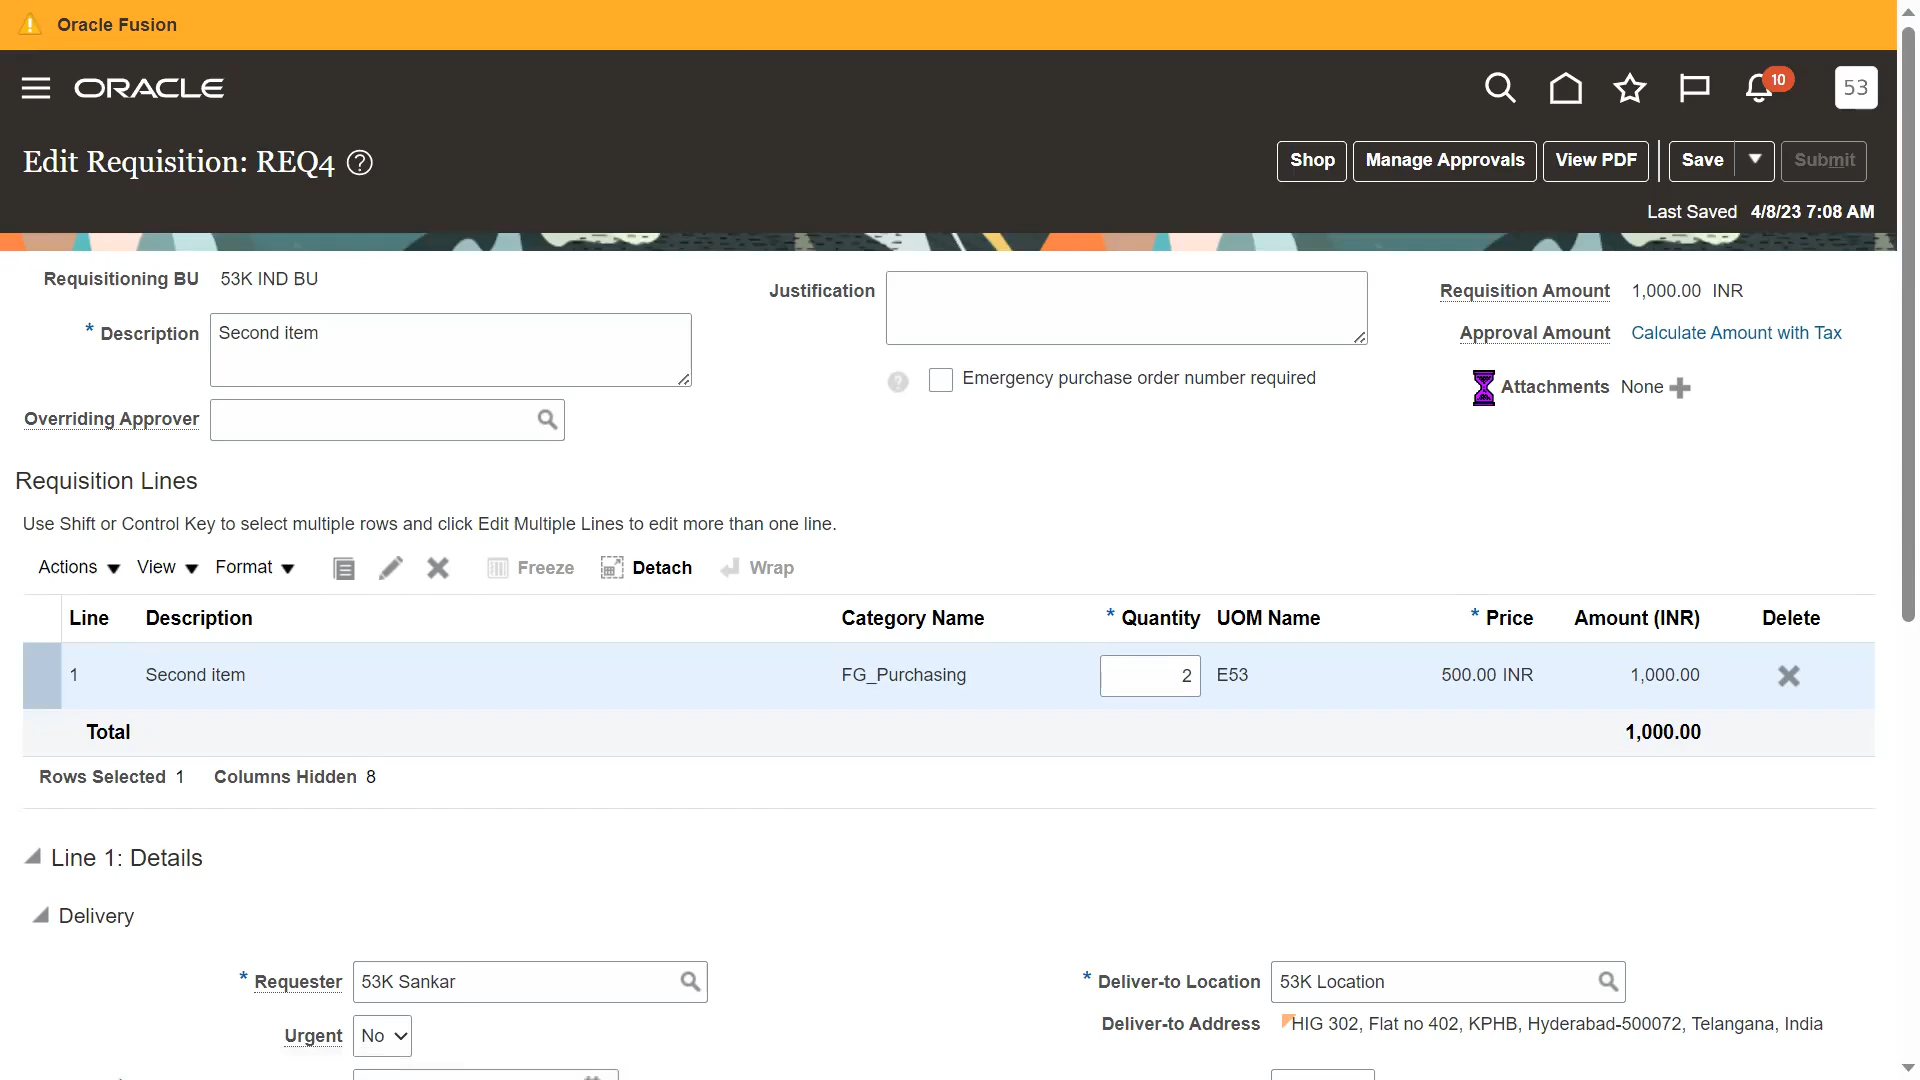 Oracle Fusion
ORACLE
10
53
Edit Requisition: REQ4
Shop
Manage Approvals
View PDF
Save
Submit
Last Saved 4/8/23 7:08 AM
Requisitioning BU 53K IND BU
* Description Second item
Overriding Approver
Justification
Emergency purchase order number required
Requisition Amount 1,000.00 INR
Approval Amount Calculate Amount with Tax
Attachments None
Requisition Lines
Use Shift or Control Key to select multiple rows and click Edit Multiple Lines to edit more than one line.
Actions View Format Freeze Detach Wrap
Line Description Category Name * Quantity UOM Name * Price Amount (INR) Delete
1 Second item FG_Purchasing 2 E53 500.00 INR 1,000.00
Total 1,000.00
Rows Selected 1 Columns Hidden 8
Line 1: Details
Delivery
* Requester 53K Sankar
Urgent No
* Deliver-to Location 53K Location
Deliver-to Address HIG 302, Flat no 402, KPHB, Hyderabad-500072, Telangana, India